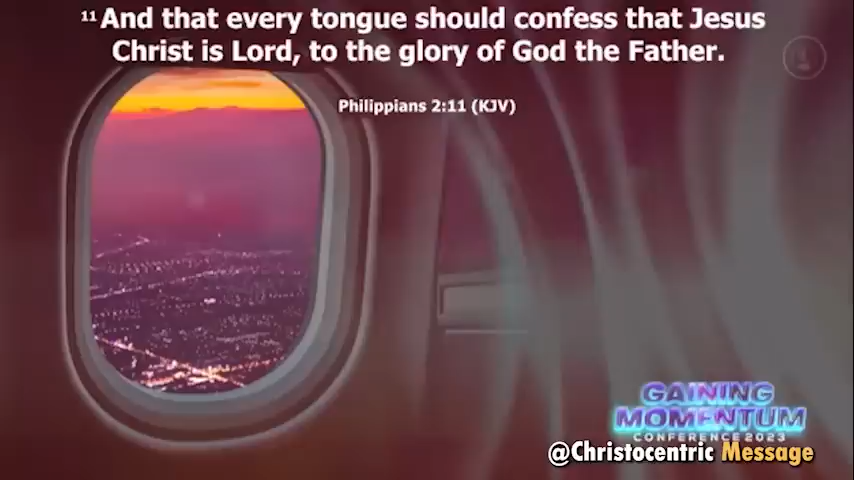 ¹¹ And that every tongue should confess that Jesus
Christ is Lord, to the glory of God the Father.
Philippians 2:11 (KJV)
GAINING
MOMENTUM
CONFERENCE 2023
@Christocentric Message